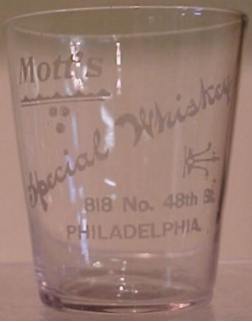 Mott's
Special Whiskey
818 No. 48th St.
PHILADELPHIA.